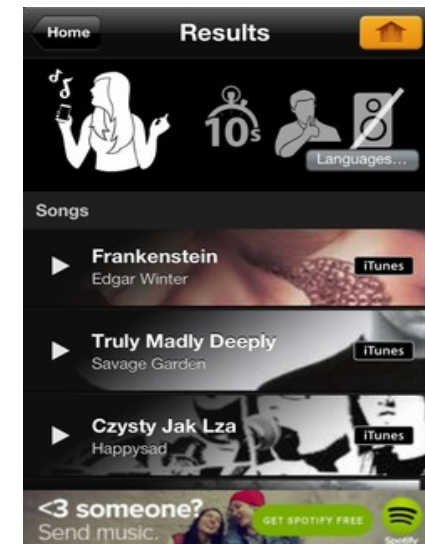 Home
Results
10s
Languages...
Songs
Frankenstein
Edgar Winter
iTunes
Truly Madly Deeply
Savage Garden
iTunes
Czysty Jak Lza
Happysad
iTunes
<3 someone?
Send music.
GET SPOTIFY FREE
Spotify